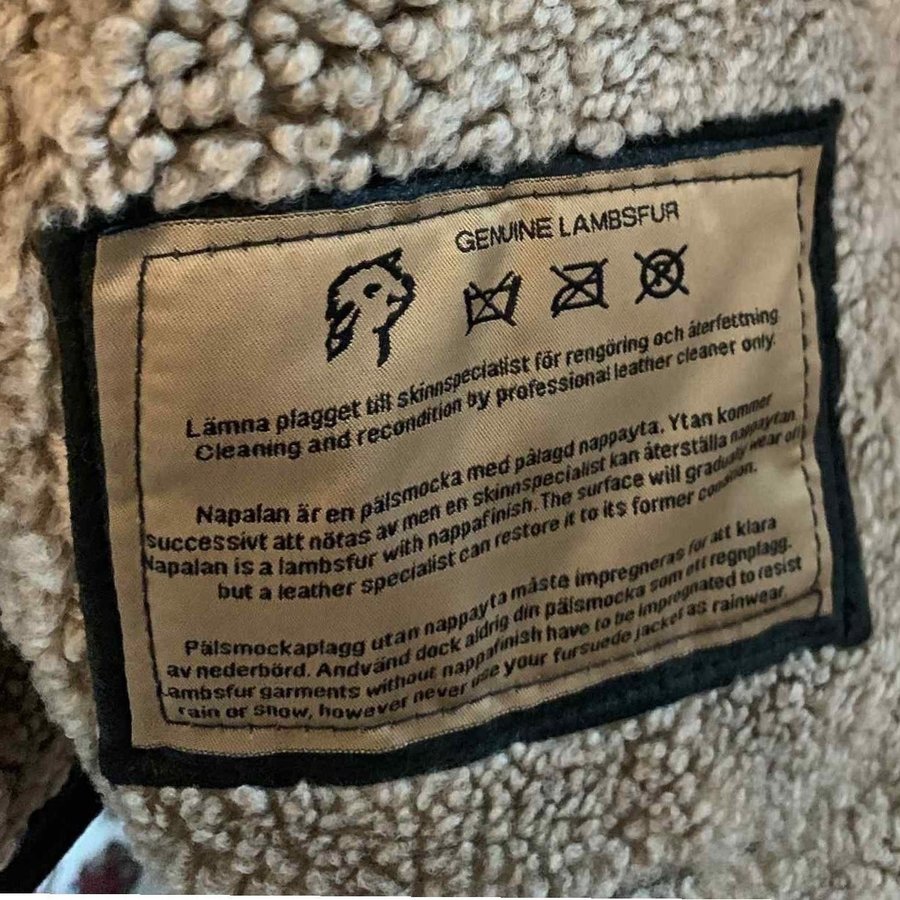 GENUINE LAMBSFUR
Lämna plagget till skinnspecialist för rengöring och återfettning
Cleaning and recondition by professional leather cleaner only.
Napalan är en pälsmocka med pålagd nappayta. Ytan kommer
successivt att nötas av men en skinnspecialist kan återställa nappaytan
Napalan is a lambsfur with nappafinish. The surface will gradually wear off
but a leather specialist can restore it to its former condition.
Pälsmockaplagg utan nappayta måste impregneras för att klara
av nederbörd. Andvänd dock aldrig din pälsmocka som ett regnplagg.
Lambsfur garments without nappafinish have to be impregnated to resist
rain or snow, however never use your fursuede jacket as rainwear.